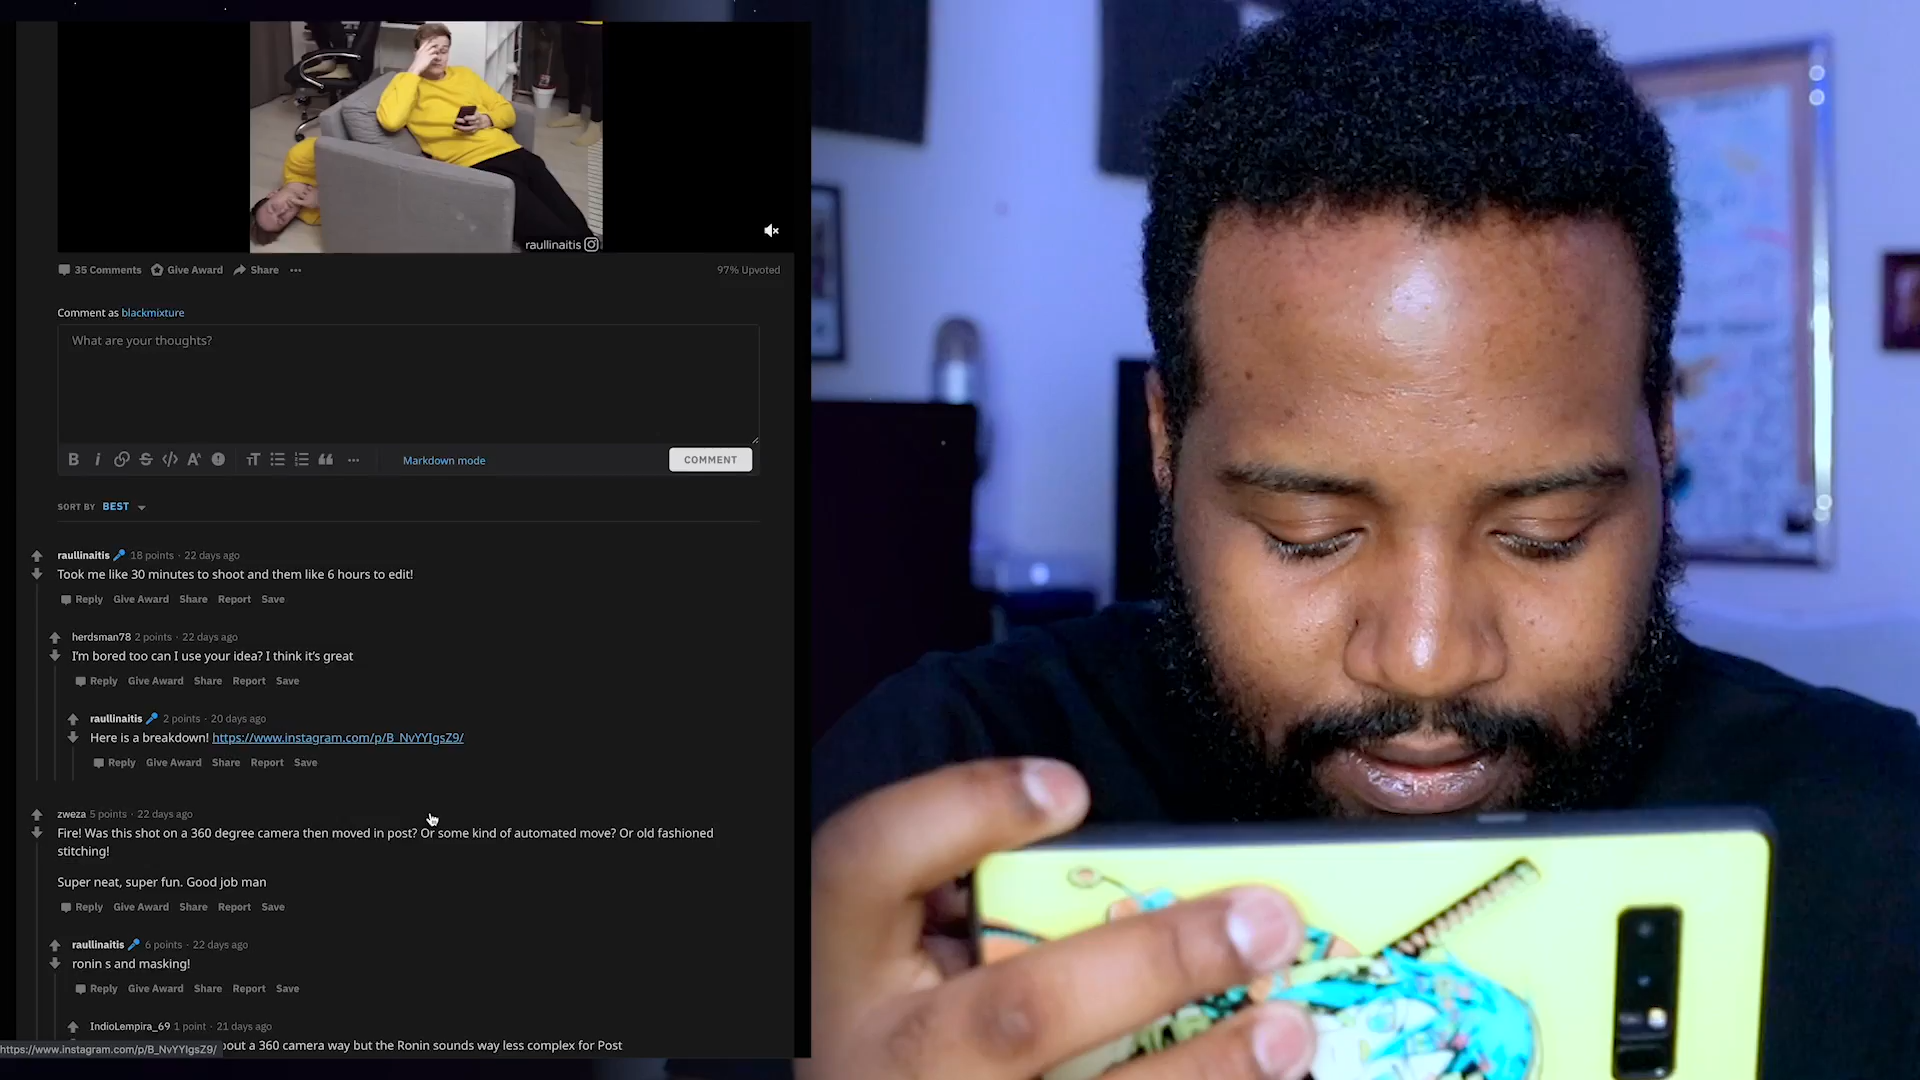 raullinaitis
35 Comments Give Award Share ...
97% Upvoted
Comment as blackmixture
What are your thoughts?
B i S </> A^ ! TT ...
Markdown mode
COMMENT
SORT BY BEST
raullinaitis 18 points · 22 days ago
Took me like 30 minutes to shoot and them like 6 hours to edit!
Reply Give Award Share Report Save
herdsman78 2 points · 22 days ago
I'm bored too can I use your idea? I think it's great
Reply Give Award Share Report Save
raullinaitis 2 points · 20 days ago
Here is a breakdown! https://www.instagram.com/p/B_NvYYIgsZ9/
Reply Give Award Share Report Save
zweza 5 points · 22 days ago
Fire! Was this shot on a 360 degree camera then moved in post? Or some kind of automated move? Or old fashioned
stitching!
Super neat, super fun. Good job man
Reply Give Award Share Report Save
raullinaitis 6 points · 22 days ago
ronin s and masking!
Reply Give Award Share Report Save
IndioLempira_69 1 point · 21 days ago
https://www.instagram.com/p/B_NvYYIgsZ9/
out a 360 camera way but the Ronin sounds way less complex for Post